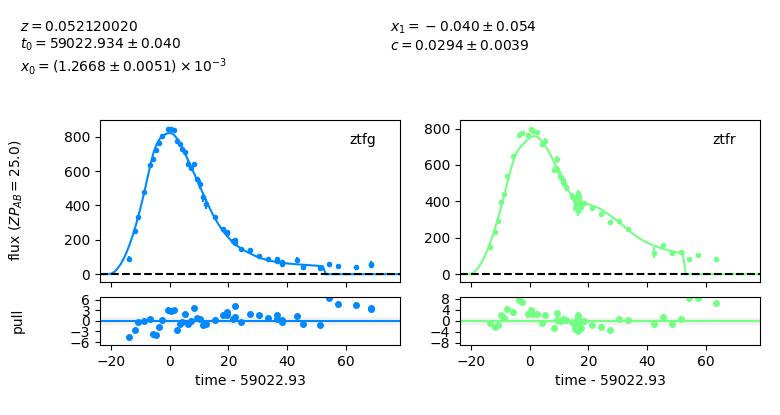 z = 0.052120020
t₀ = 59022.934 ± 0.040
x₀ = (1.2668 ± 0.0051) × 10⁻³
x₁ = −0.040 ± 0.054
c = 0.0294 ± 0.0039
flux (ZP_AB = 25.0)
800
600
400
200
0
ztfg
800
600
400
200
0
ztfr
pull
6
3
0
−3
−6
−20 0 20 40 60
time - 59022.93
8
4
0
−4
−8
−20 0 20 40 60
time - 59022.93